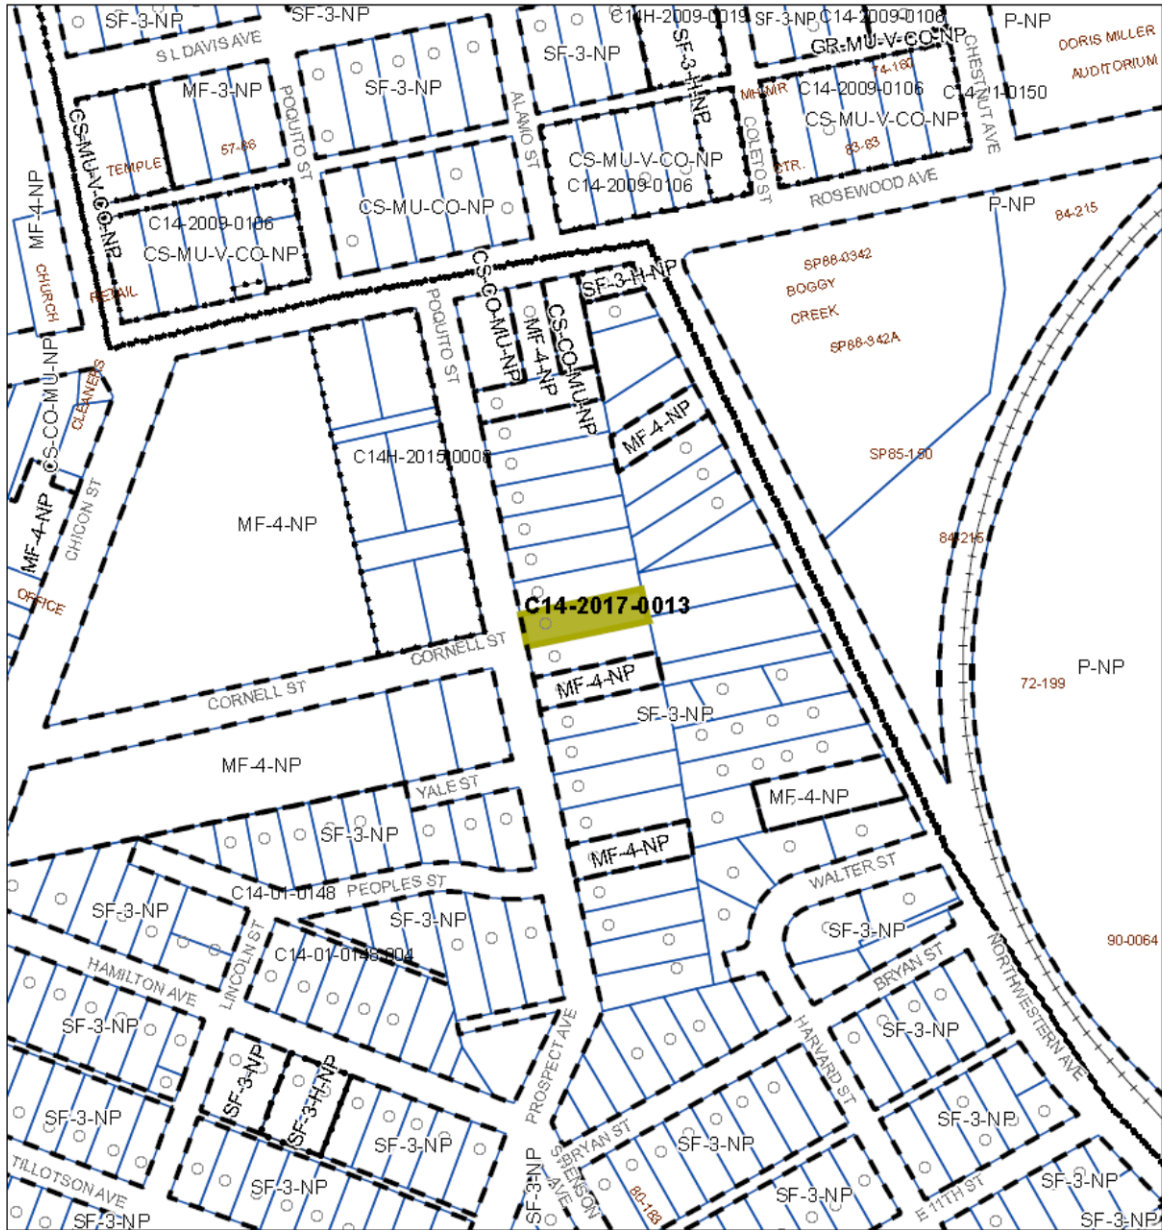 SF-3-NP
SF-3-NP
C14H-2009-0019
SF-3-NP
C14-2009-0106
P-NP
S L DAVIS AVE
SF-3-NP
SF-3-H-NP
GR-MU-V-CO-NP
CHESTNUT AVE
DORIS MILLER
AUDITORIUM
74-160
MF-3-NP
SF-3-NP
MHMR
C14-2009-0106
C14-71-0150
CS-MU-V-CO-NP
POQUITO ST
ALAMO ST
COLETO ST
CS-MU-V-CO-NP
57-66
83-83
TEMPLE
CS-MU-V-CO-NP
C14-2009-0106
CTR.
ROSEWOOD AVE
MF-4-NP
CS-MU-CO-NP
P-NP
84-215
C14-2009-0106
CS-MU-V-CO-NP
CHURCH
RETAIL
CS-CO-MU-NP
SF-3-H-NP
SP88-0342
BOGGY
CREEK
SP86-342A
POQUITO ST
MF-4-NP
CS-CO-MU-NP
CS-CO-MU-NP
CLEANERS
MF-4-NP
C14H-2015-0008
SP85-150
CHICON ST
MF-4-NP
MF-4-NP
84-215
OFFICE
C14-2017-0013
CORNELL ST
CORNELL ST
MF-4-NP
P-NP
72-199
SF-3-NP
MF-4-NP
YALE ST
MF-4-NP
SF-3-NP
MF-4-NP
WALTER ST
PEOPLES ST
C14-01-0148
SF-3-NP
SF-3-NP
SF-3-NP
LINCOLN ST
C14-01-0148.004
BRYAN ST
NORTHWESTERN AVE
90-0064
HAMILTON AVE
SF-3-NP
PROSPECT AVE
HARVARD ST
SF-3-NP
SF-3-NP
SF-3-H-NP
SF-3-NP
SF-3-NP
SF-3-NP
BRYAN ST
SF-3-NP
TILLOTSON AVE
SF-3-NP
SF-3-NP
SWENSON AVE
80-183
SF-3-NP
E 11TH ST
SF-3-NP
SF-3-NP
SF-3-NP